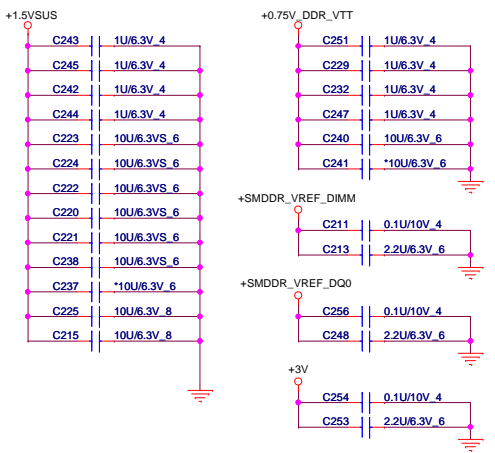 +1.5VSUS
C243 1U/6.3V_4
C245 1U/6.3V_4
C242 1U/6.3V_4
C244 1U/6.3V_4
C223 10U/6.3VS_6
C224 10U/6.3VS_6
C222 10U/6.3VS_6
C220 10U/6.3VS_6
C221 10U/6.3VS_6
C238 10U/6.3VS_6
C237 *10U/6.3V_6
C225 10U/6.3V_8
C215 10U/6.3V_8
+0.75V_DDR_VTT
C251 1U/6.3V_4
C229 1U/6.3V_4
C232 1U/6.3V_4
C247 1U/6.3V_4
C240 10U/6.3V_6
C241 *10U/6.3V_6
+SMDDR_VREF_DIMM
C211 0.1U/10V_4
C213 2.2U/6.3V_6
+SMDDR_VREF_DQ0
C256 0.1U/10V_4
C248 2.2U/6.3V_6
+3V
C254 0.1U/10V_4
C253 2.2U/6.3V_6